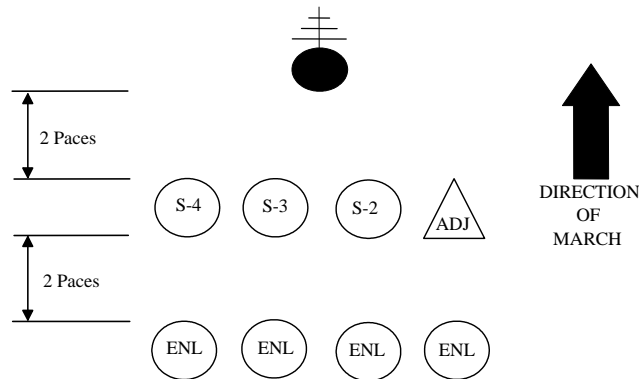 2 Paces
S-4 S-3 S-2 ADJ
DIRECTION
OF
MARCH
2 Paces
ENL ENL ENL ENL